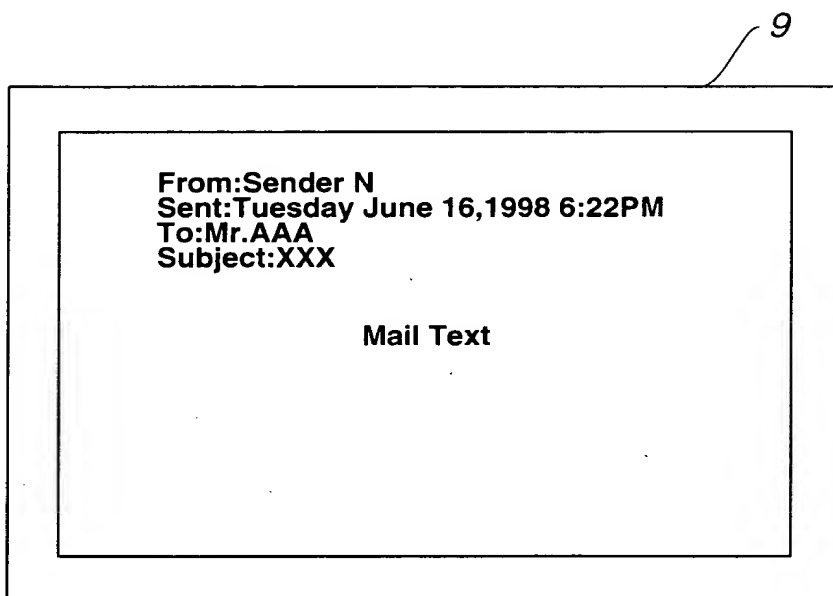 9
From:Sender N
Sent:Tuesday June 16,1998 6:22PM
To:Mr.AAA
Subject:XXX
Mail Text